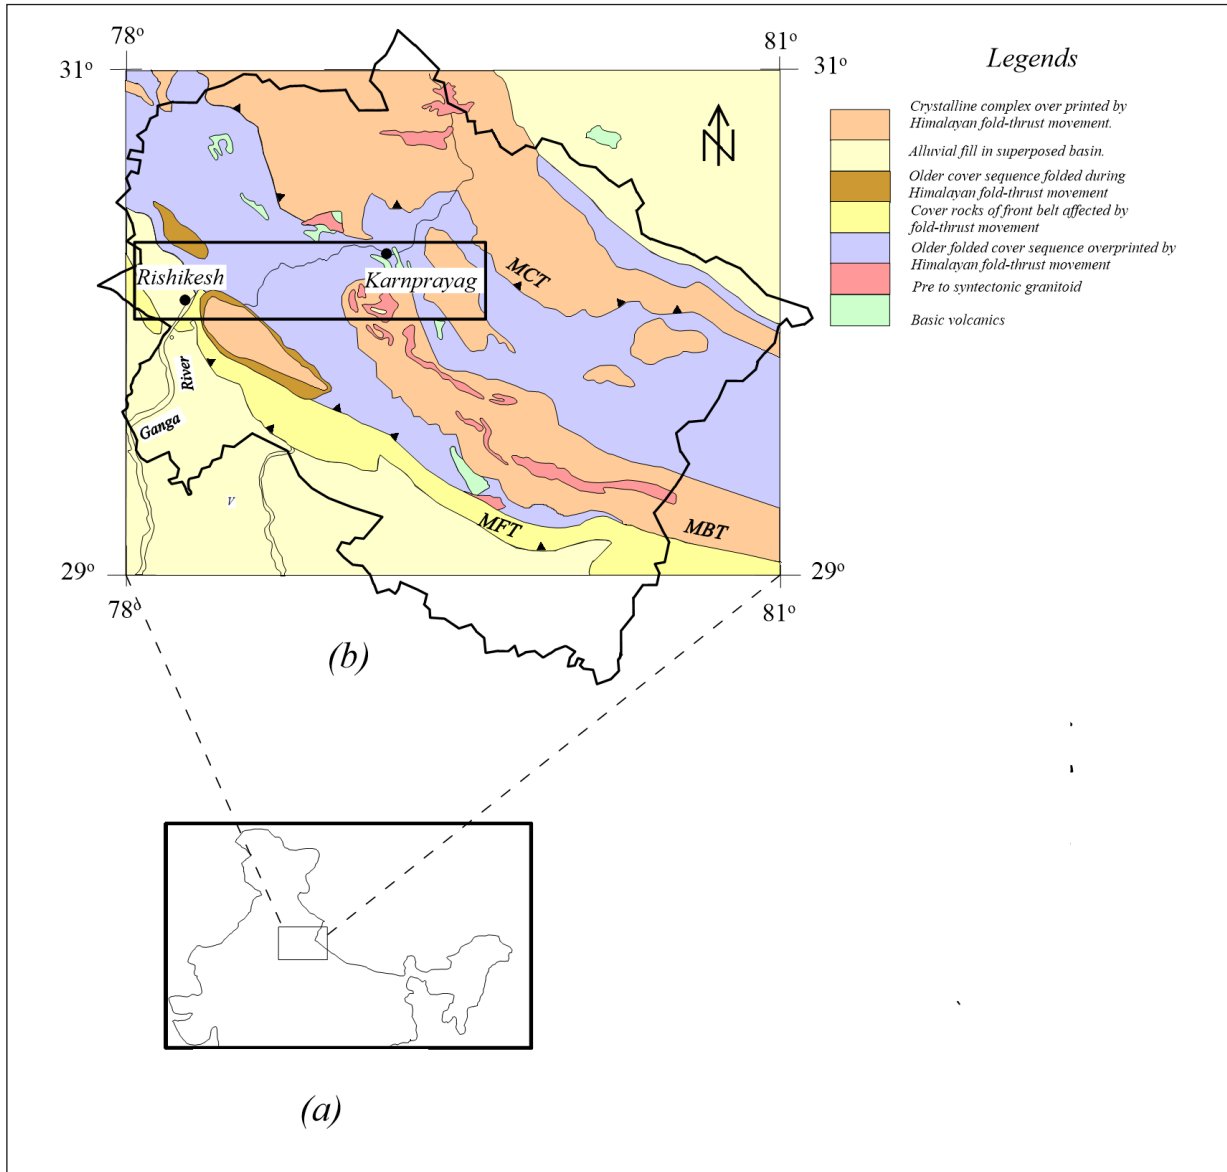 78°
81°
31°
31°
Legends
Crystalline complex over printed by
Himalayan fold-thrust movement.
Alluvial fill in superposed basin.
Older cover sequence folded during
Himalayan fold-thrust movement
Cover rocks of front belt affected by
fold-thrust movement
Older folded cover sequence overprinted by
Himalayan fold-thrust movement
Pre to syntectonic granitoid
Basic volcanics
N
Rishikesh
Karnprayag
MCT
River
Ganga
V
MFT
MBT
29°
29°
78°
81°
(b)
(a)